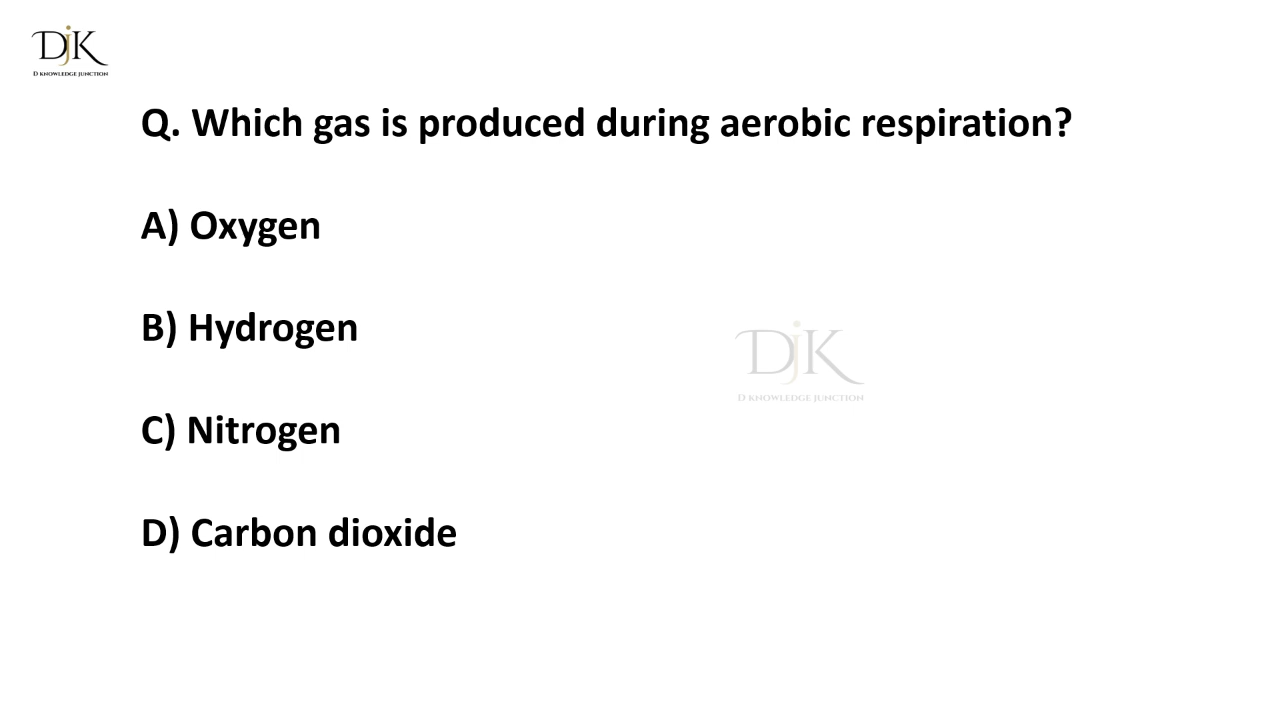 DjK
D KNOWLEDGE JUNCTION
Q. Which gas is produced during aerobic respiration?
A) Oxygen
B) Hydrogen
DjK
D KNOWLEDGE JUNCTION
C) Nitrogen
D) Carbon dioxide